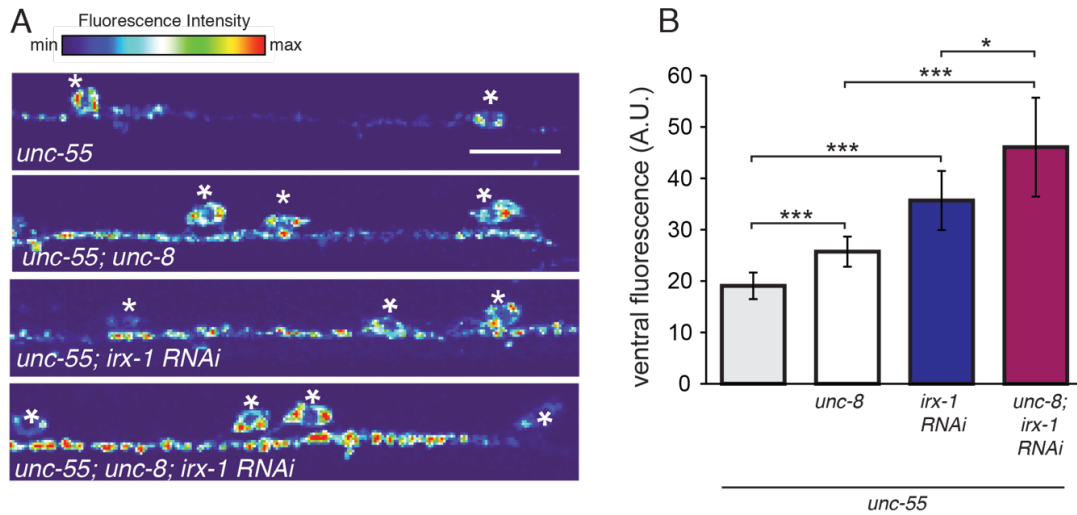 A
Fluorescence Intensity
min
max
*
*
unc-55
*
*
*
unc-55; unc-8
*
*
*
unc-55; irx-1 RNAi
*
*
*
*
unc-55; unc-8; irx-1 RNAi
B
ventral fluorescence (A.U.)
60
50
40
30
20
10
0
*
***
***
***
unc-8
irx-1
RNAi
unc-8;
irx-1
RNAi
unc-55